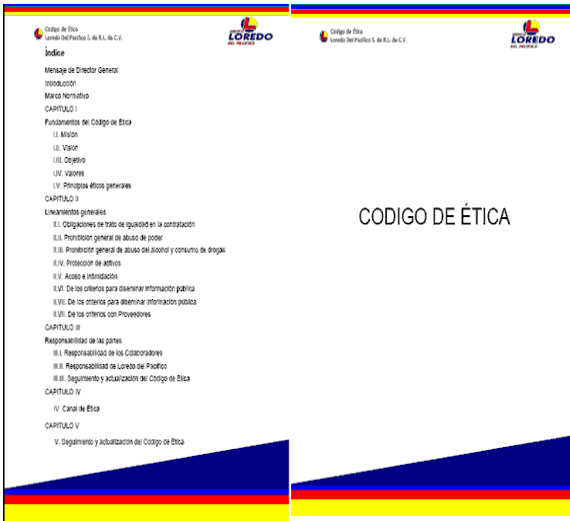 Código de Ética
Loredo Del Pacífico S. de R.L. de C.V.
LOREDO
DEL PACÍFICO
Índice
Mensaje de Director General
Introducción
Marco Normativo
CAPITULO I
Fundamentos del Código de Ética
I.I. Misión
I.II. Visión
I.III. Objetivo
I.IV. Valores
I.V. Principios éticos generales
CAPITULO II
Lineamientos generales
II.I. Obligaciones de trato de igualdad en la contratación
II.II. Prohibición general de abuso de poder
II.III. Prohibición general de abuso del alcohol y consumo de drogas
II.IV. Protección de activos
II.V. Acoso e Intimidación
II.VI. De los criterios para diseminar información pública
II.VII. De los criterios para diseminar información pública
II.VII. De los criterios con Proveedores
CAPITULO III
Responsabilidad de las partes
III.I. Responsabilidad de los Colaboradores
III.II. Responsabilidad de Loredo del Pacífico
III.III. Seguimiento y actualización del Código de Ética
CAPITULO IV
IV Canal de Ética
CAPITULO V
V. Seguimiento y actualización del Código de Ética
Código de Ética
Loredo Del Pacífico S. de R.L. de C.V.
LOREDO
DEL PACÍFICO
CODIGO DE ÉTICA